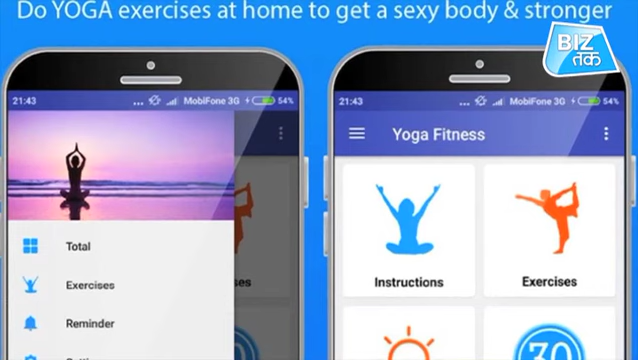 Do YOGA exercises at home to get a sexy body & stronger
BIZ
तक
21:43
... MobiFone 3G 54%
Total
Exercises
Reminder
21:43
... MobiFone 3G 54%
Yoga Fitness
Instructions
Exercises
30